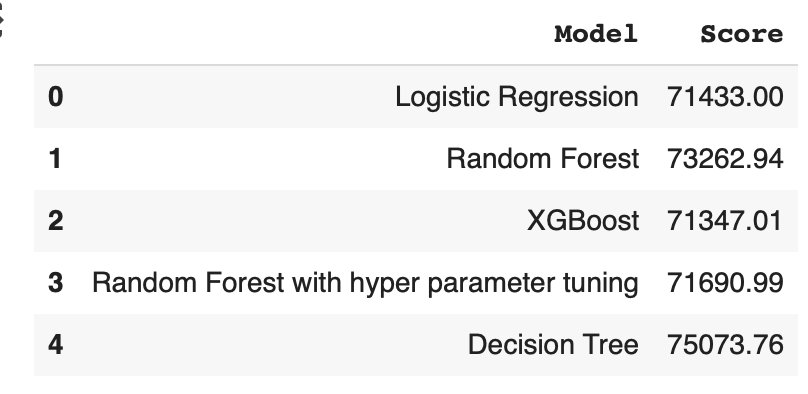 Model Score
0 Logistic Regression 71433.00
1 Random Forest 73262.94
2 XGBoost 71347.01
3 Random Forest with hyper parameter tuning 71690.99
4 Decision Tree 75073.76